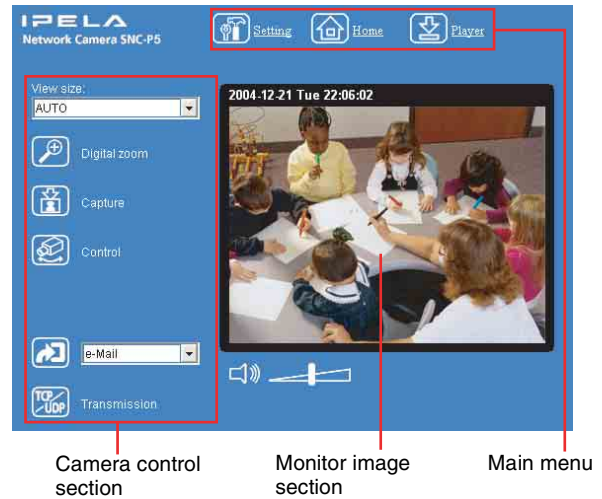 IPELA
Network Camera SNC-P5
Setting
Home
Player
View size:
AUTO
2004-12-21 Tue 22:06:02
Digital zoom
Capture
Control
e-Mail
TCP/UDP
Transmission
Camera control
section
Monitor image
section
Main menu